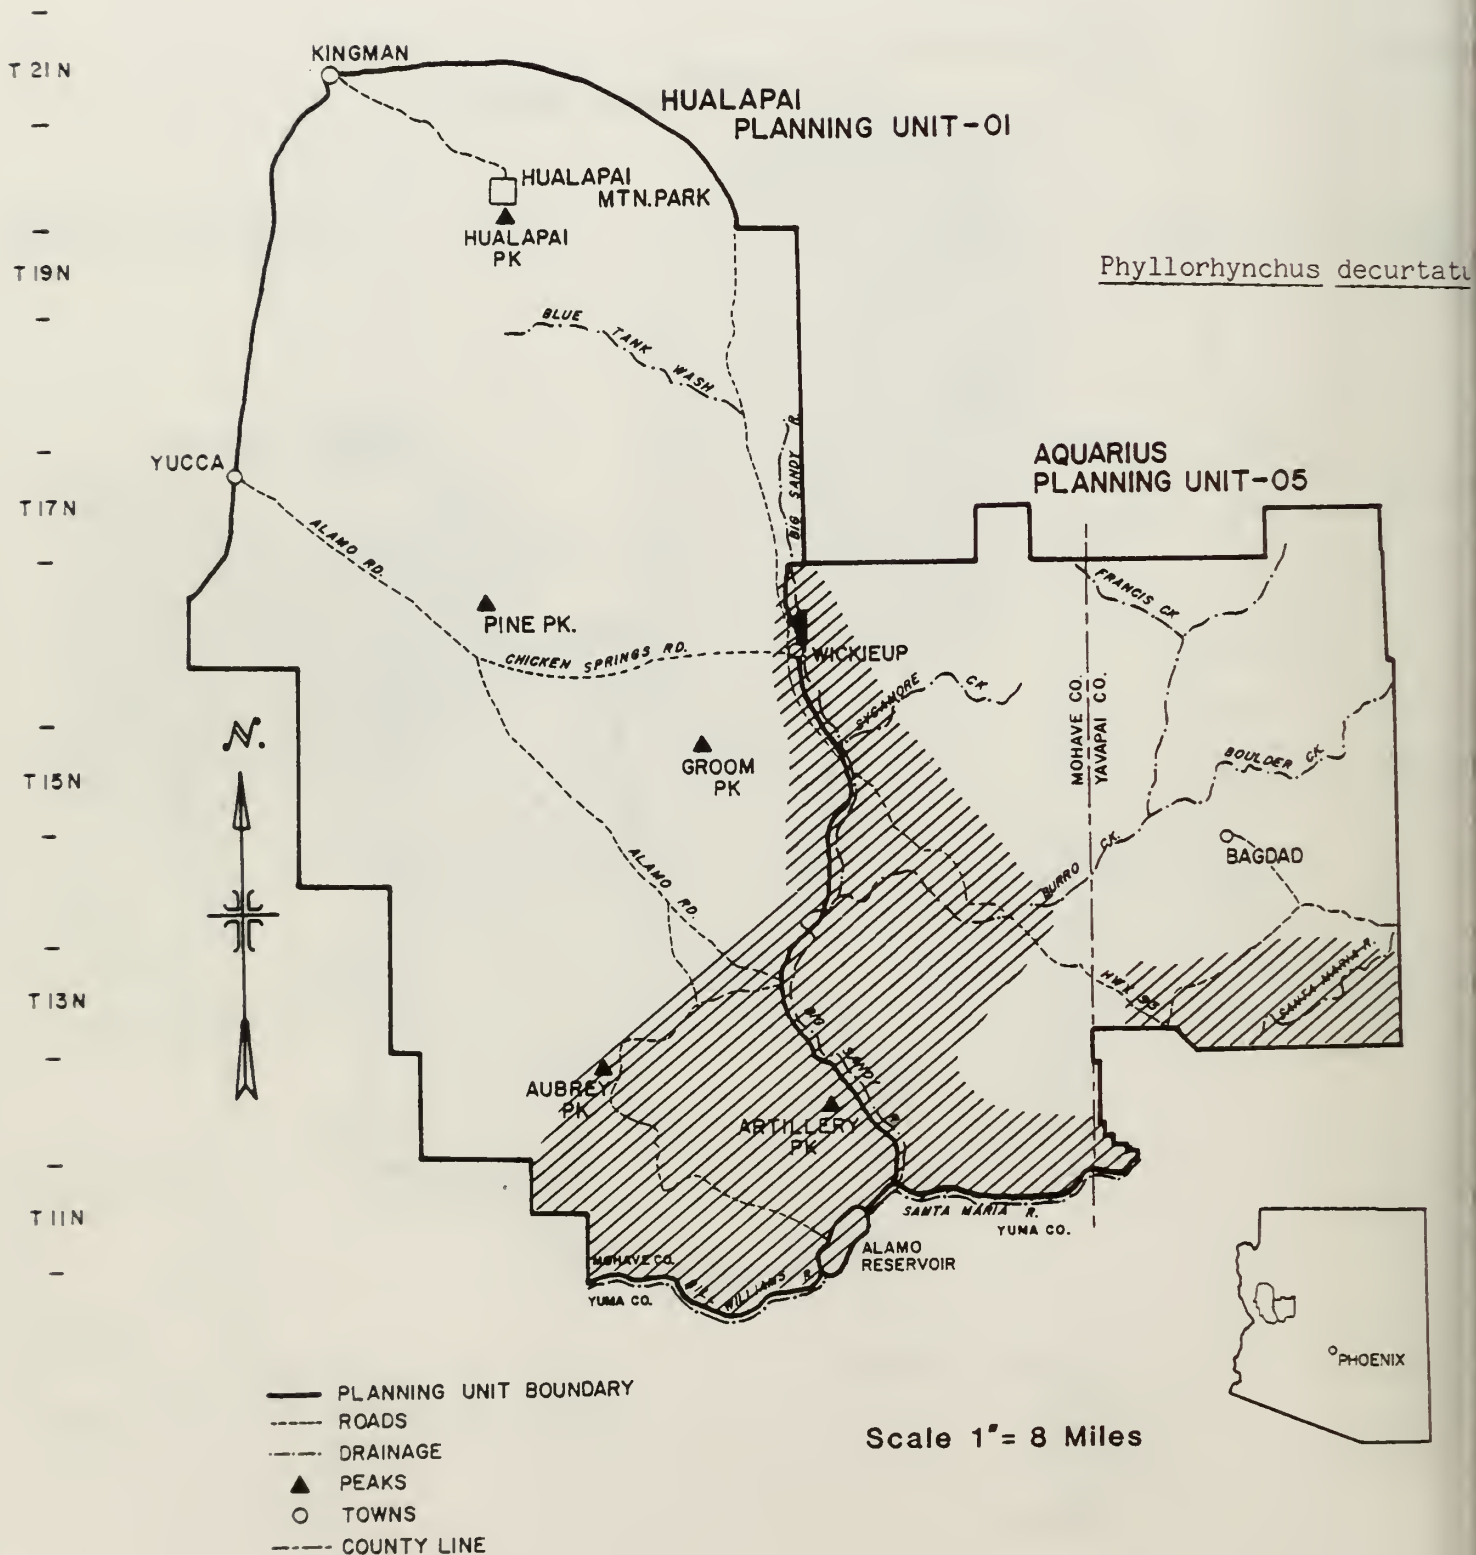 KINGMAN
T 21 N
HUALAPAI
PLANNING UNIT-01
HUALAPAI
MTN. PARK
HUALAPAI
PK
T 19 N
Phyllorhynchus decurtatu
BLUE TANK WASH
BIG SANDY R.
YUCCA
AQUARIUS
PLANNING UNIT-05
T 17 N
ALAMO RD.
FRANCIS CK
PINE PK.
CHICKEN SPRINGS RD.
WICKIEUP
SYCAMORE CK
MOHAVE CO.
YAVAPAI CO.
N.
GROOM
PK
BOULDER CK.
T 15 N
ALAMO RD.
BURRO CK.
BAGDAD
T 13 N
HWY. 93
SANTA MARIA R.
BIG SANDY R
AUBREY
PK
ARTILLERY
PK
T 11 N
SANTA MARIA R.
YUMA CO.
ALAMO
RESERVOIR
MOHAVE CO.
BILL WILLIAMS R.
YUMA CO.
PHOENIX
PLANNING UNIT BOUNDARY
ROADS
DRAINAGE
PEAKS
TOWNS
COUNTY LINE
Scale 1"= 8 Miles